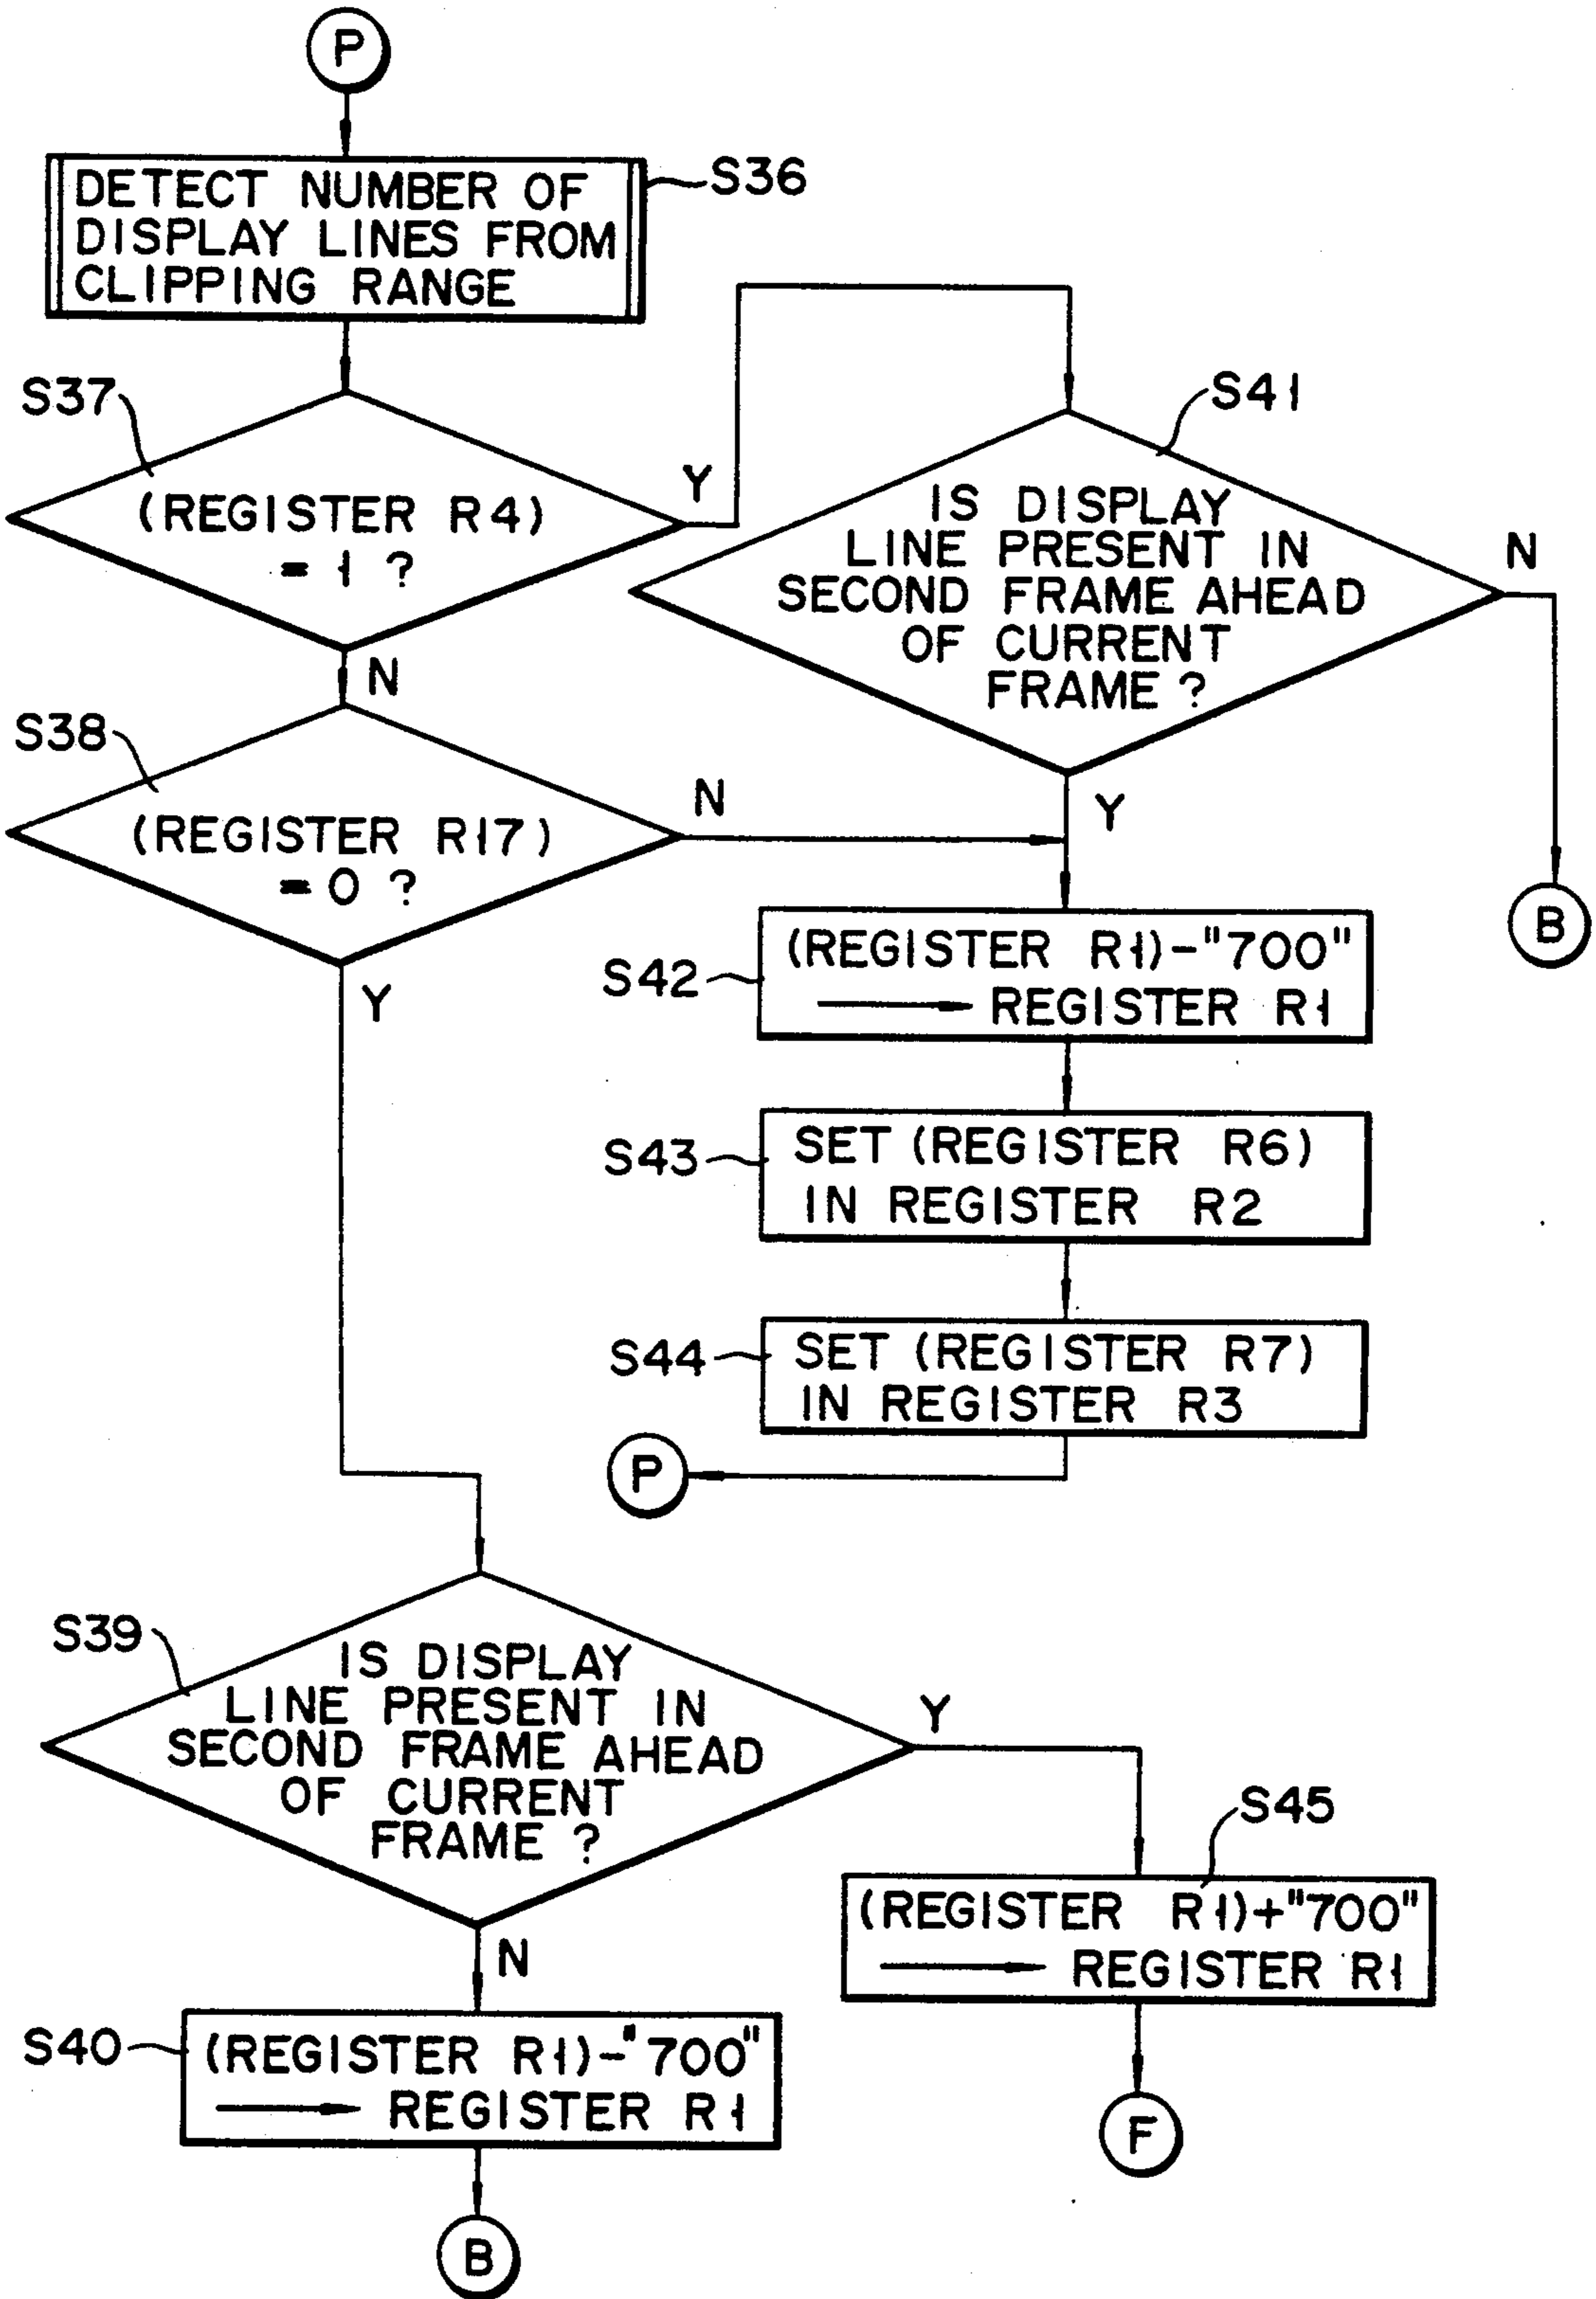 P
DETECT NUMBER OF
DISPLAY LINES FROM
CLIPPING RANGE
S36
S37
(REGISTER R4)
= 1 ?
Y
N
S41
IS DISPLAY
LINE PRESENT IN
SECOND FRAME AHEAD
OF CURRENT
FRAME ?
N
Y
B
S38
(REGISTER R17)
= 0 ?
N
Y
S42
(REGISTER R1)-"700"
→ REGISTER R1
S43
SET (REGISTER R6)
IN REGISTER R2
S44
SET (REGISTER R7)
IN REGISTER R3
P
S39
IS DISPLAY
LINE PRESENT IN
SECOND FRAME AHEAD
OF CURRENT
FRAME ?
Y
N
S45
(REGISTER R1)+"700"
→ REGISTER R1
F
S40
(REGISTER R1)-"700"
→ REGISTER R1
B